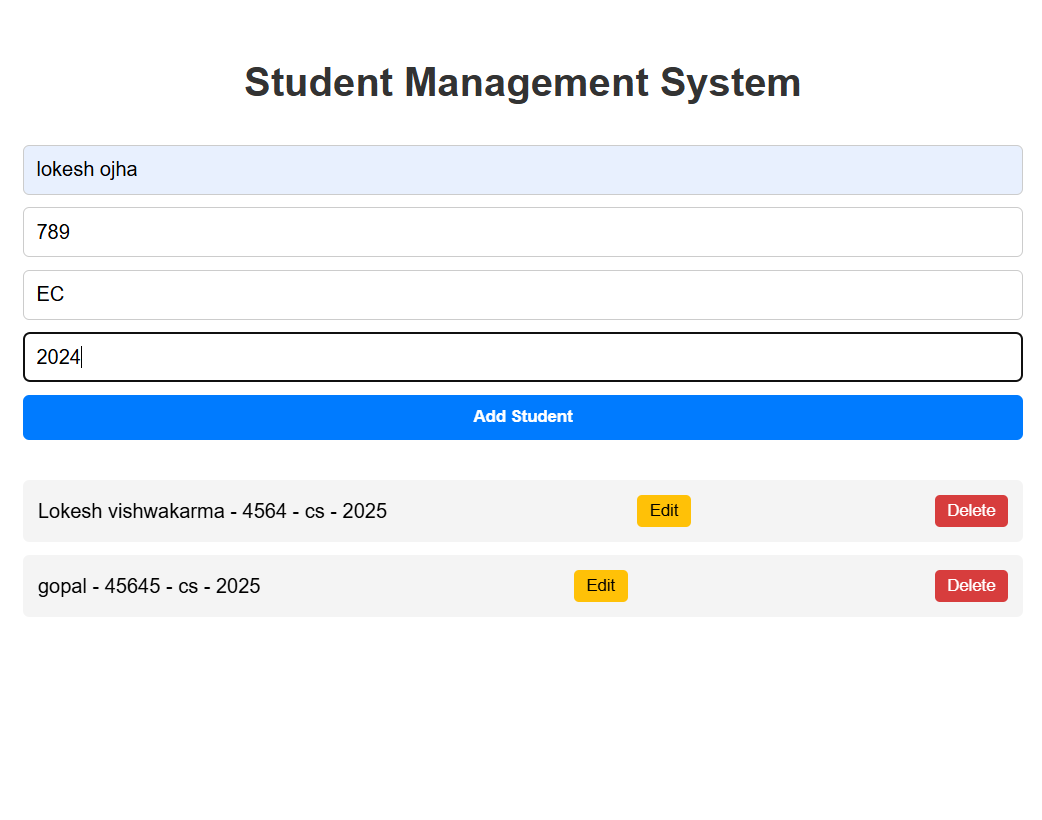 Student Management System
lokesh ojha
789
EC
2024
Add Student
Lokesh vishwakarma - 4564 - cs - 2025 Edit Delete
gopal - 45645 - cs - 2025 Edit Delete